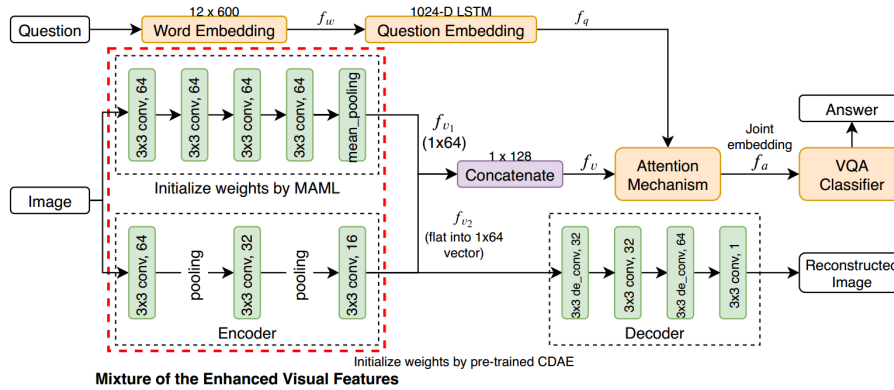 Question
12 x 600
Word Embedding
f_w
1024-D LSTM
Question Embedding
f_q
3x3 conv, 64
3x3 conv, 64
3x3 conv, 64
3x3 conv, 64
mean_pooling
Initialize weights by MAML
Image
f_{v_1}
(1x64)
1 x 128
Concatenate
f_v
Attention
Mechanism
Joint
embedding
f_a
VQA
Classifier
Answer
f_{v_2}
(flat into 1x64
vector)
3x3 conv, 64
pooling
3x3 conv, 32
pooling
3x3 conv, 16
Encoder
3x3 de_conv, 32
3x3 conv, 32
3x3 de_conv, 64
3x3 conv, 1
Decoder
Reconstructed
Image
Initialize weights by pre-trained CDAE
Mixture of the Enhanced Visual Features